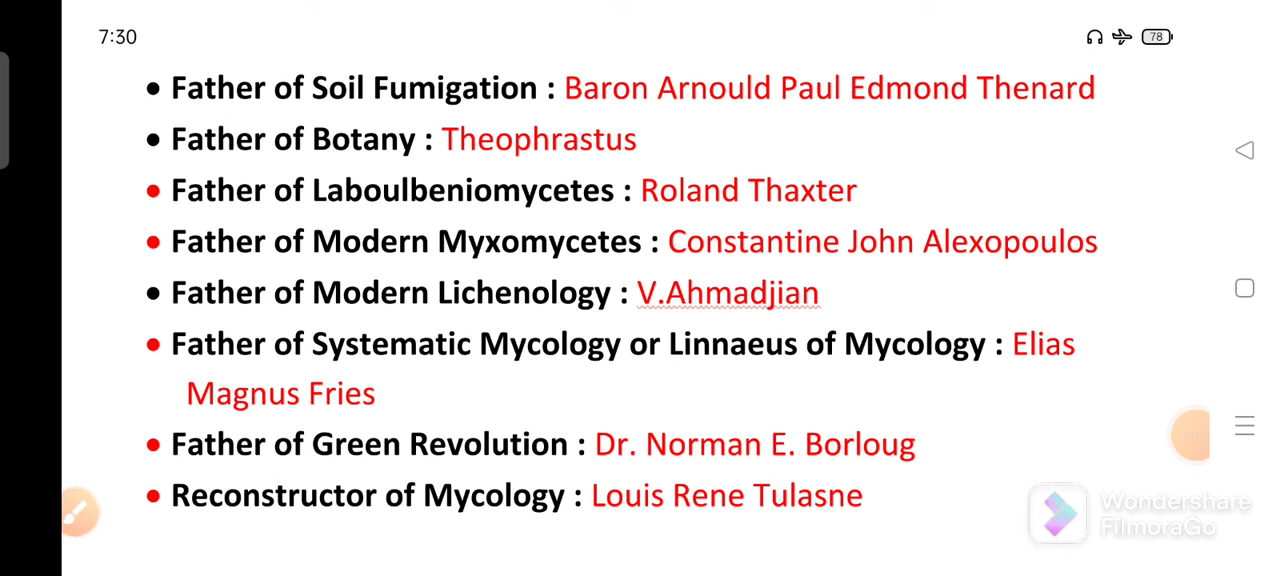 7:30
78
• Father of Soil Fumigation : Baron Arnould Paul Edmond Thenard
• Father of Botany : Theophrastus
• Father of Laboulbeniomycetes : Roland Thaxter
• Father of Modern Myxomycetes : Constantine John Alexopoulos
• Father of Modern Lichenology : V.Ahmadjian
• Father of Systematic Mycology or Linnaeus of Mycology : Elias
Magnus Fries
• Father of Green Revolution : Dr. Norman E. Borloug
• Reconstructor of Mycology : Louis Rene Tulasne
Wondershare
FilmoraGo